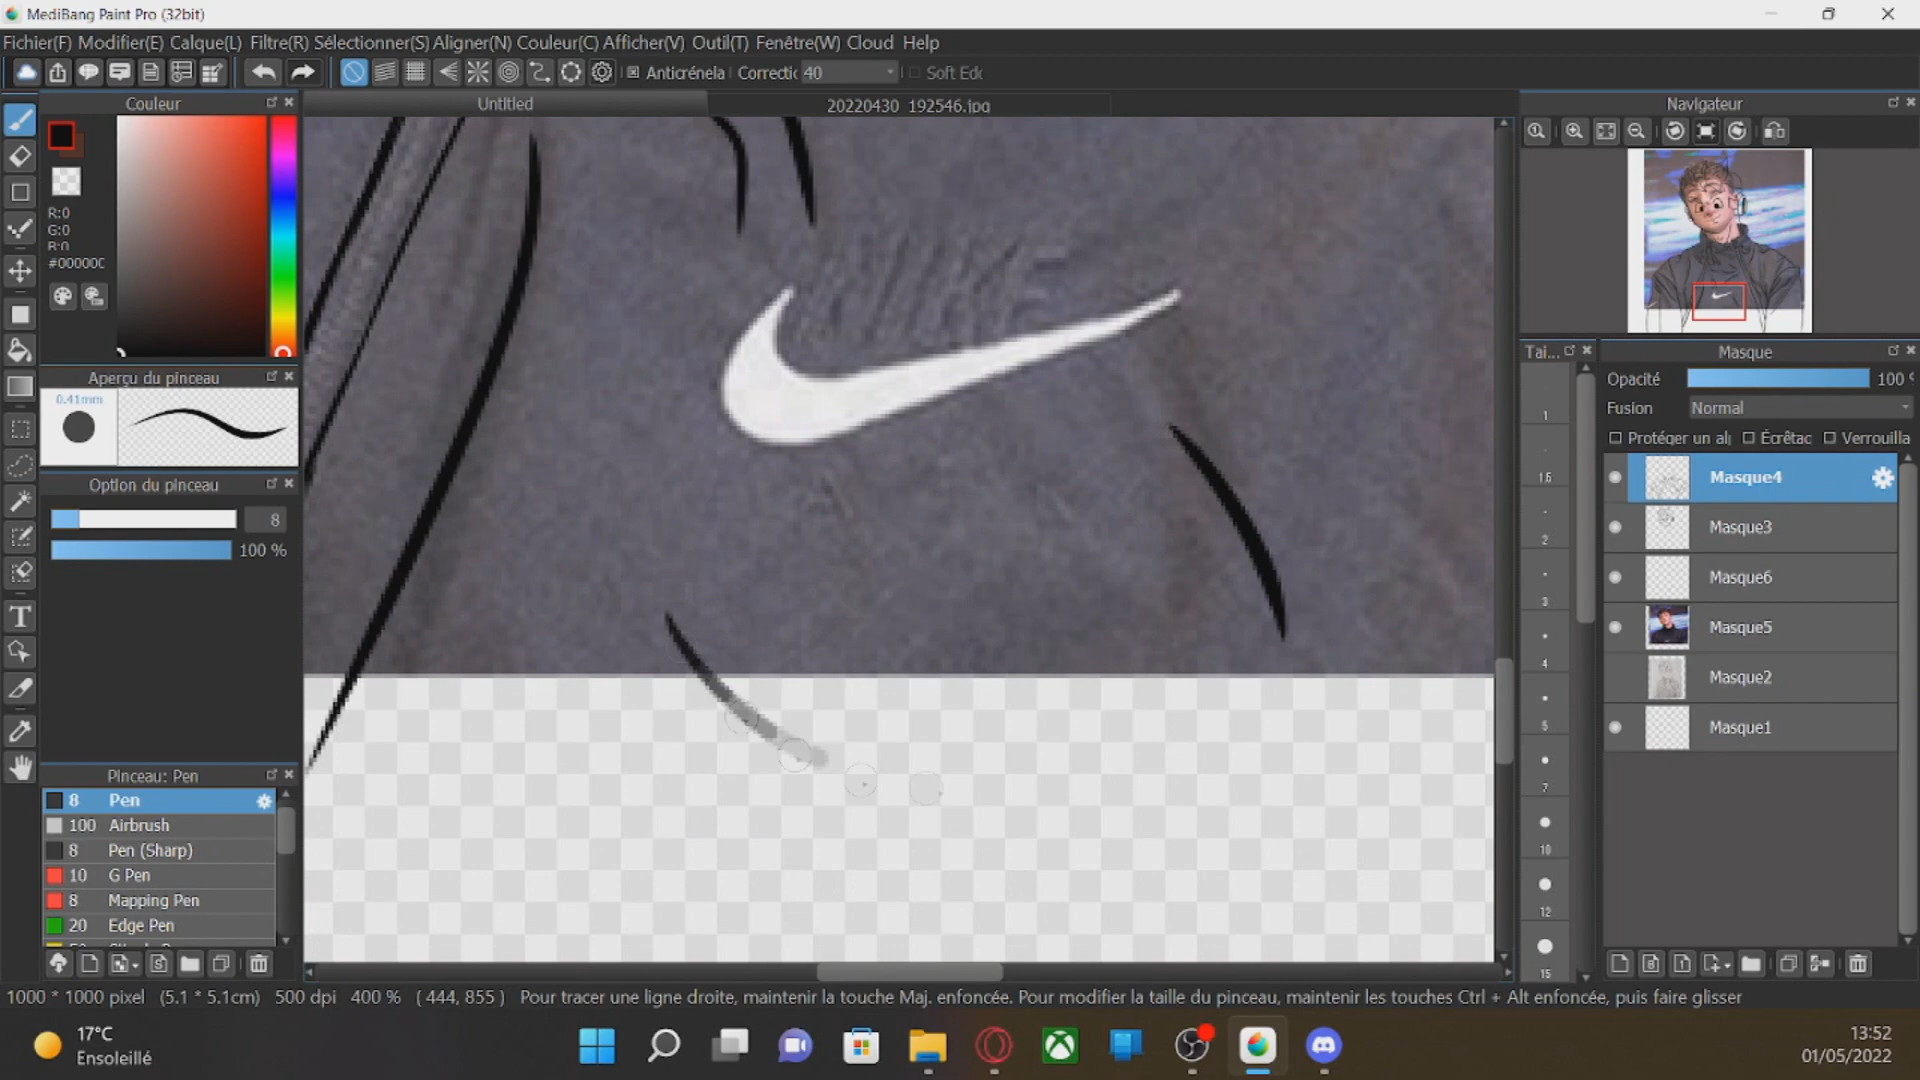 MediBang Paint Pro (32bit)
Fichier(F) Modifier(E) Calque(L) Filtre(R) Sélectionner(S) Aligner(N) Couleur(C) Afficher(V) Outil(T) Fenêtre(W) Cloud Help
Anticrénela Correctic 40 Soft Edg
Couleur
Untitled
20220430_192546.jpg
Navigateur
R:0
G:0
B:0
#000000
Aperçu du pinceau
0.41mm
Option du pinceau
8
100 %
Tai...
Masque
Opacité 100
Fusion Normal
Protéger un al Écrêtac Verrouilla
1
1.5
2
3
4
5
7
10
12
15
Masque4
Masque3
Masque6
Masque5
Masque2
Masque1
Pinceau: Pen
8 Pen
100 Airbrush
8 Pen (Sharp)
10 G Pen
8 Mapping Pen
20 Edge Pen
T
1000 * 1000 pixel (5.1 * 5.1cm) 500 dpi 400 % ( 444, 855 ) Pour tracer une ligne droite, maintenir la touche Maj. enfoncée. Pour modifier la taille du pinceau, maintenir les touches Ctrl + Alt enfoncée, puis faire glisser
17°C
Ensoleillé
13:52
01/05/2022